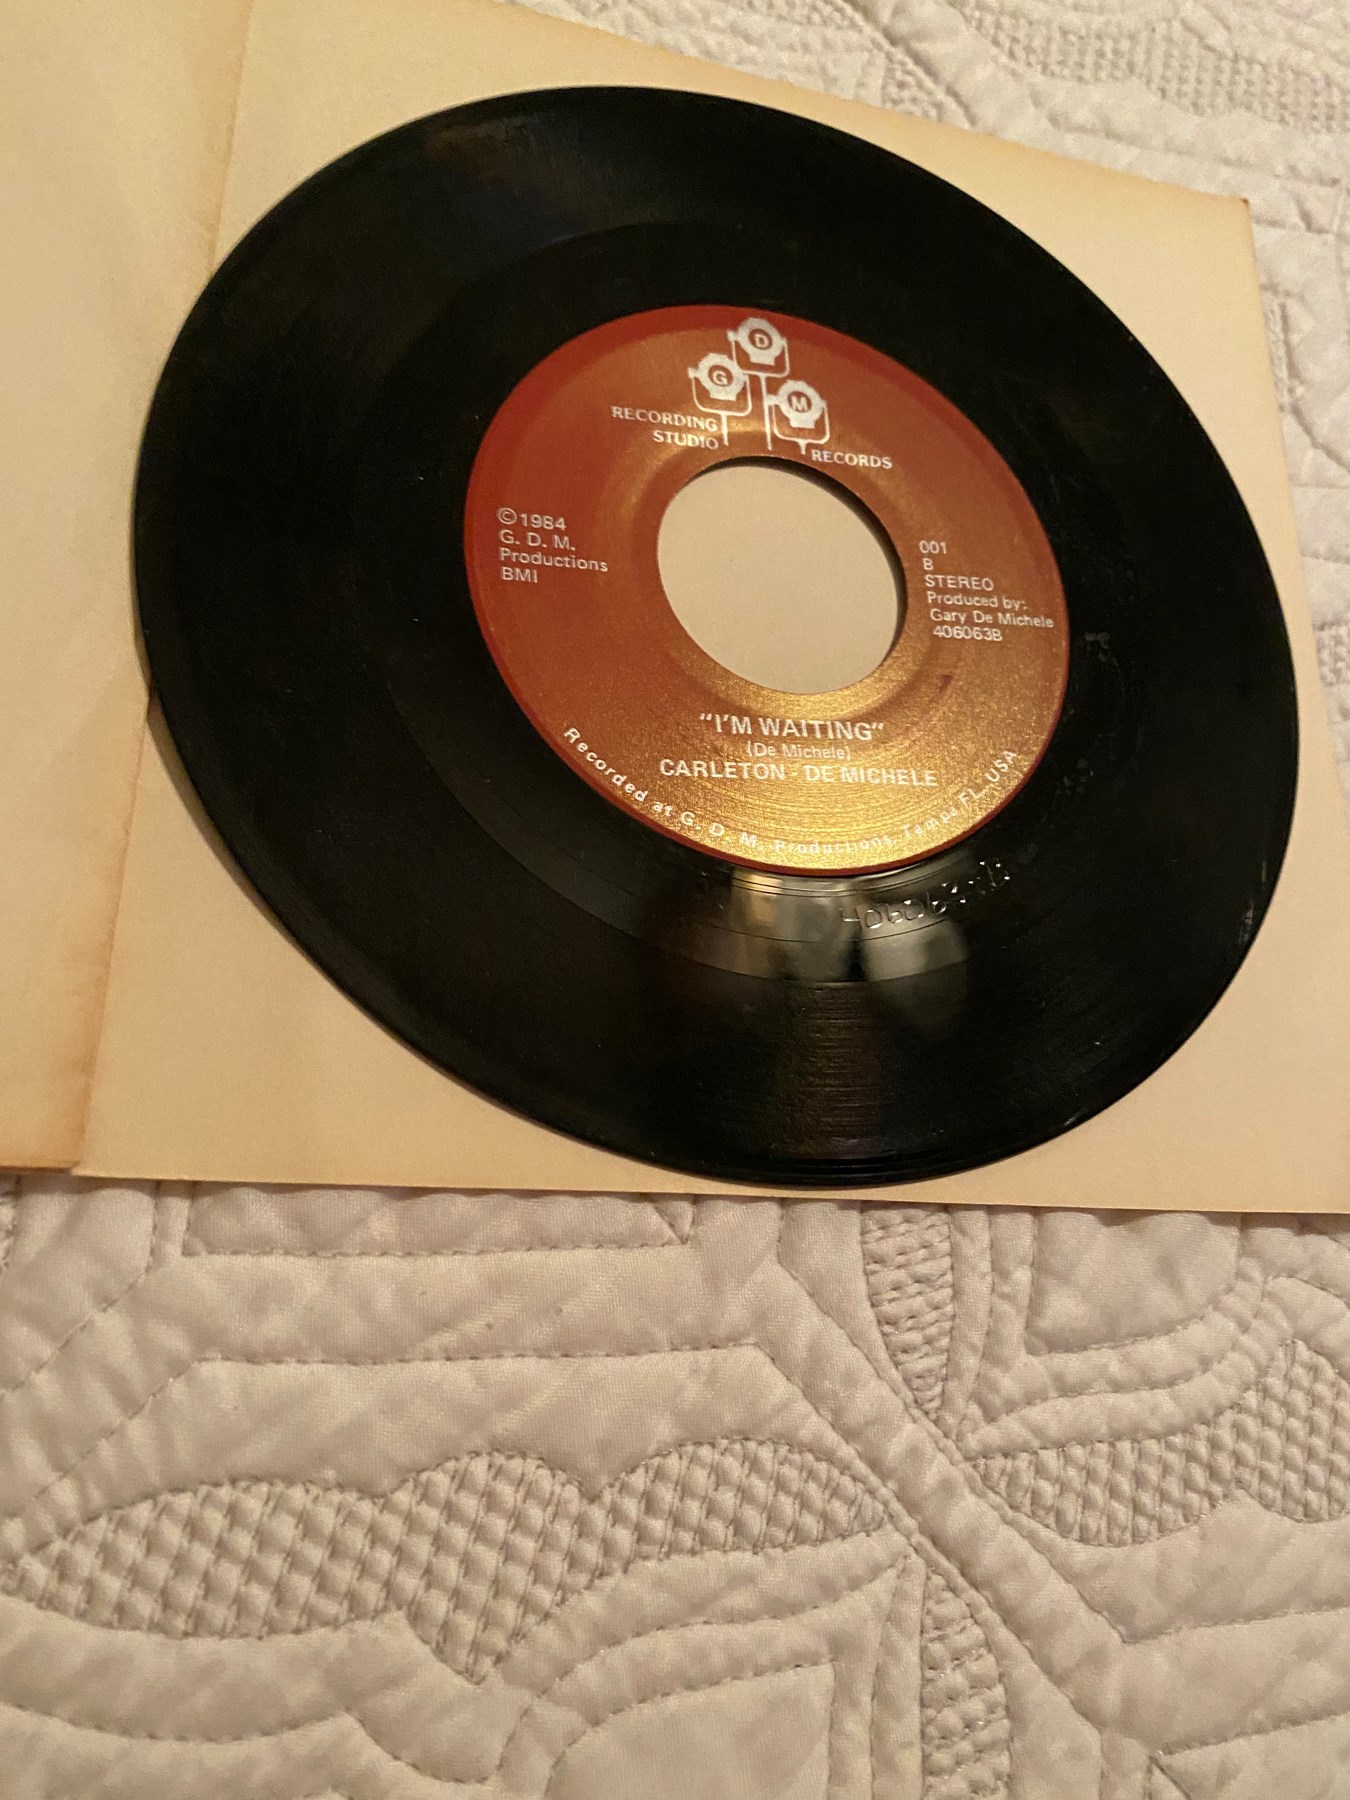 D
G
M
RECORDING
STUDIO
RECORDS
©1984
G. D. M.
Productions
BMI
001
B
STEREO
Produced by:
Gary De Michele
406063B
"I'M WAITING"
(De Michele)
CARLETON - DE MICHELE
Recorded at G. D. M. Productions, Tampa FL. USA